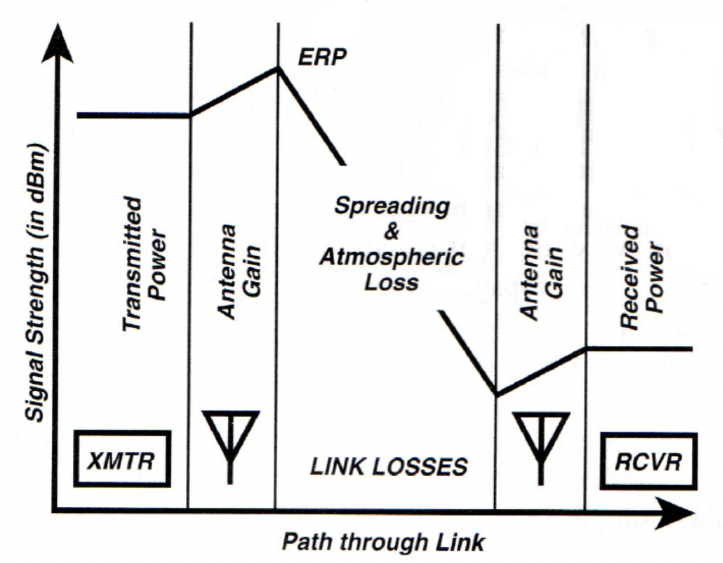 ERP
Signal Strength (in dBm)
Transmitted
Power
Antenna
Gain
Spreading
&
Atmospheric
Loss
Antenna
Gain
Received
Power
XMTR
LINK LOSSES
RCVR
Path through Link